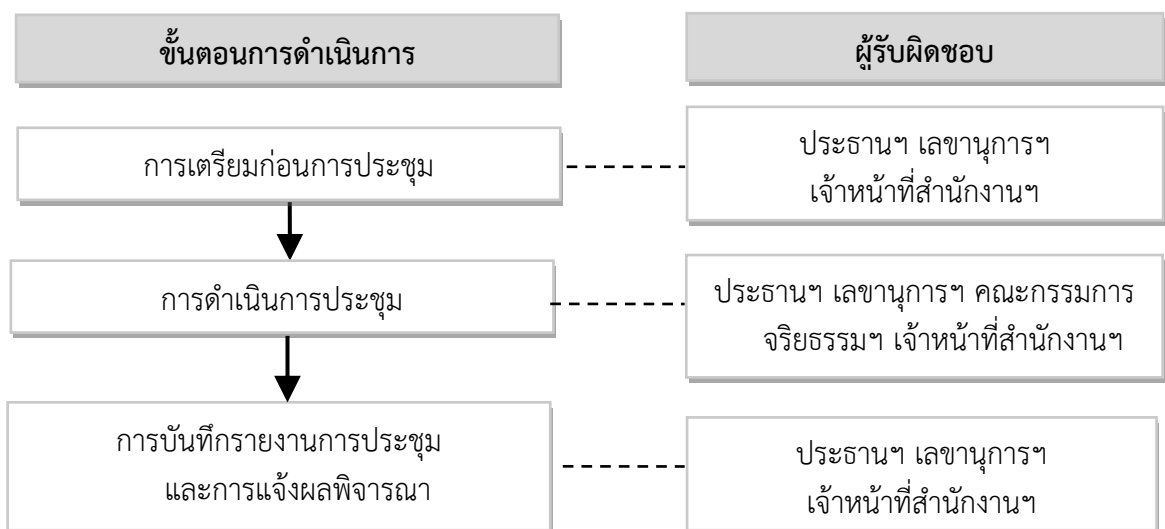 ขั้นตอนการดำเนินการ
ผู้รับผิดชอบ
การเตรียมก่อนการประชุม
ประธานฯ เลขานุการฯ
เจ้าหน้าที่สำนักงานฯ
การดำเนินการประชุม
ประธานฯ เลขานุการฯ คณะกรรมการ
จริยธรรมฯ เจ้าหน้าที่สำนักงานฯ
การบันทึกรายงานการประชุม
และการแจ้งผลพิจารณา
ประธานฯ เลขานุการฯ
เจ้าหน้าที่สำนักงานฯ